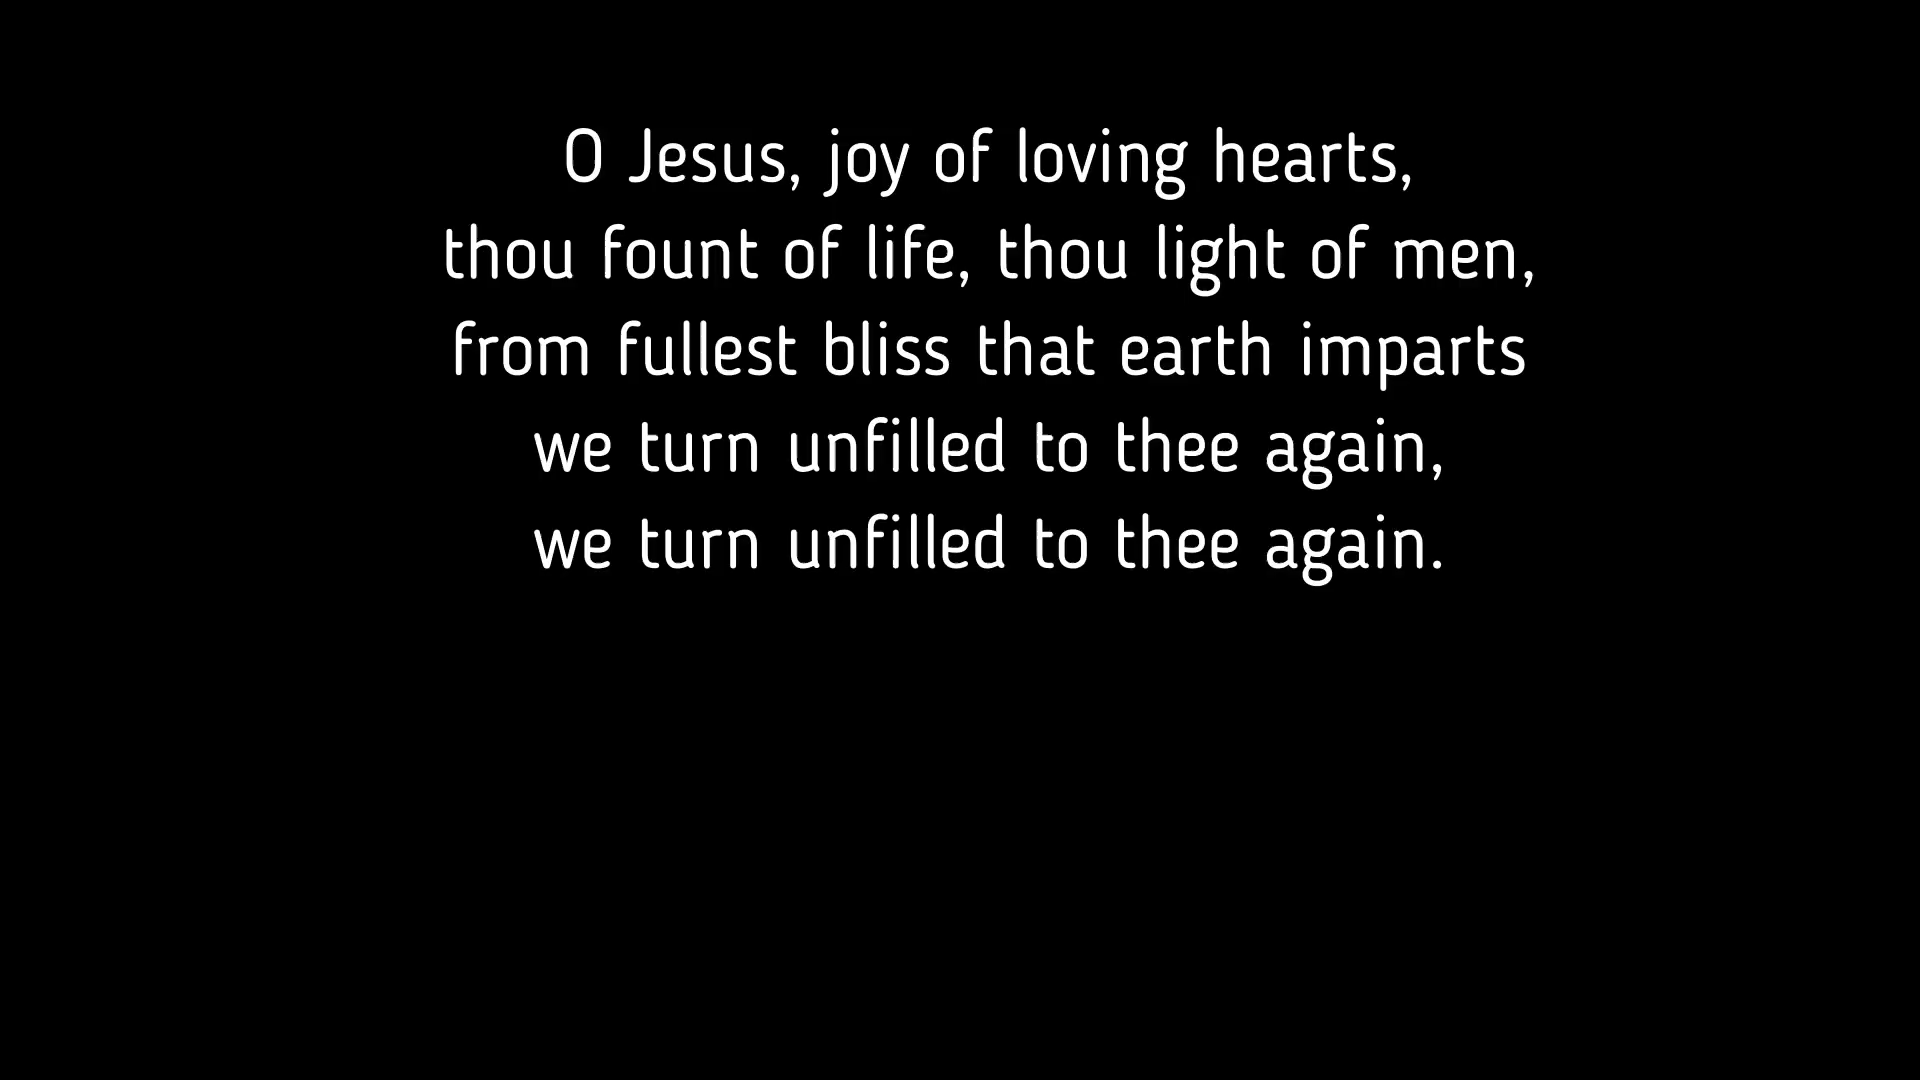 O Jesus, joy of loving hearts,
thou fount of life, thou light of men,
from fullest bliss that earth imparts
we turn unfilled to thee again,
we turn unfilled to thee again.